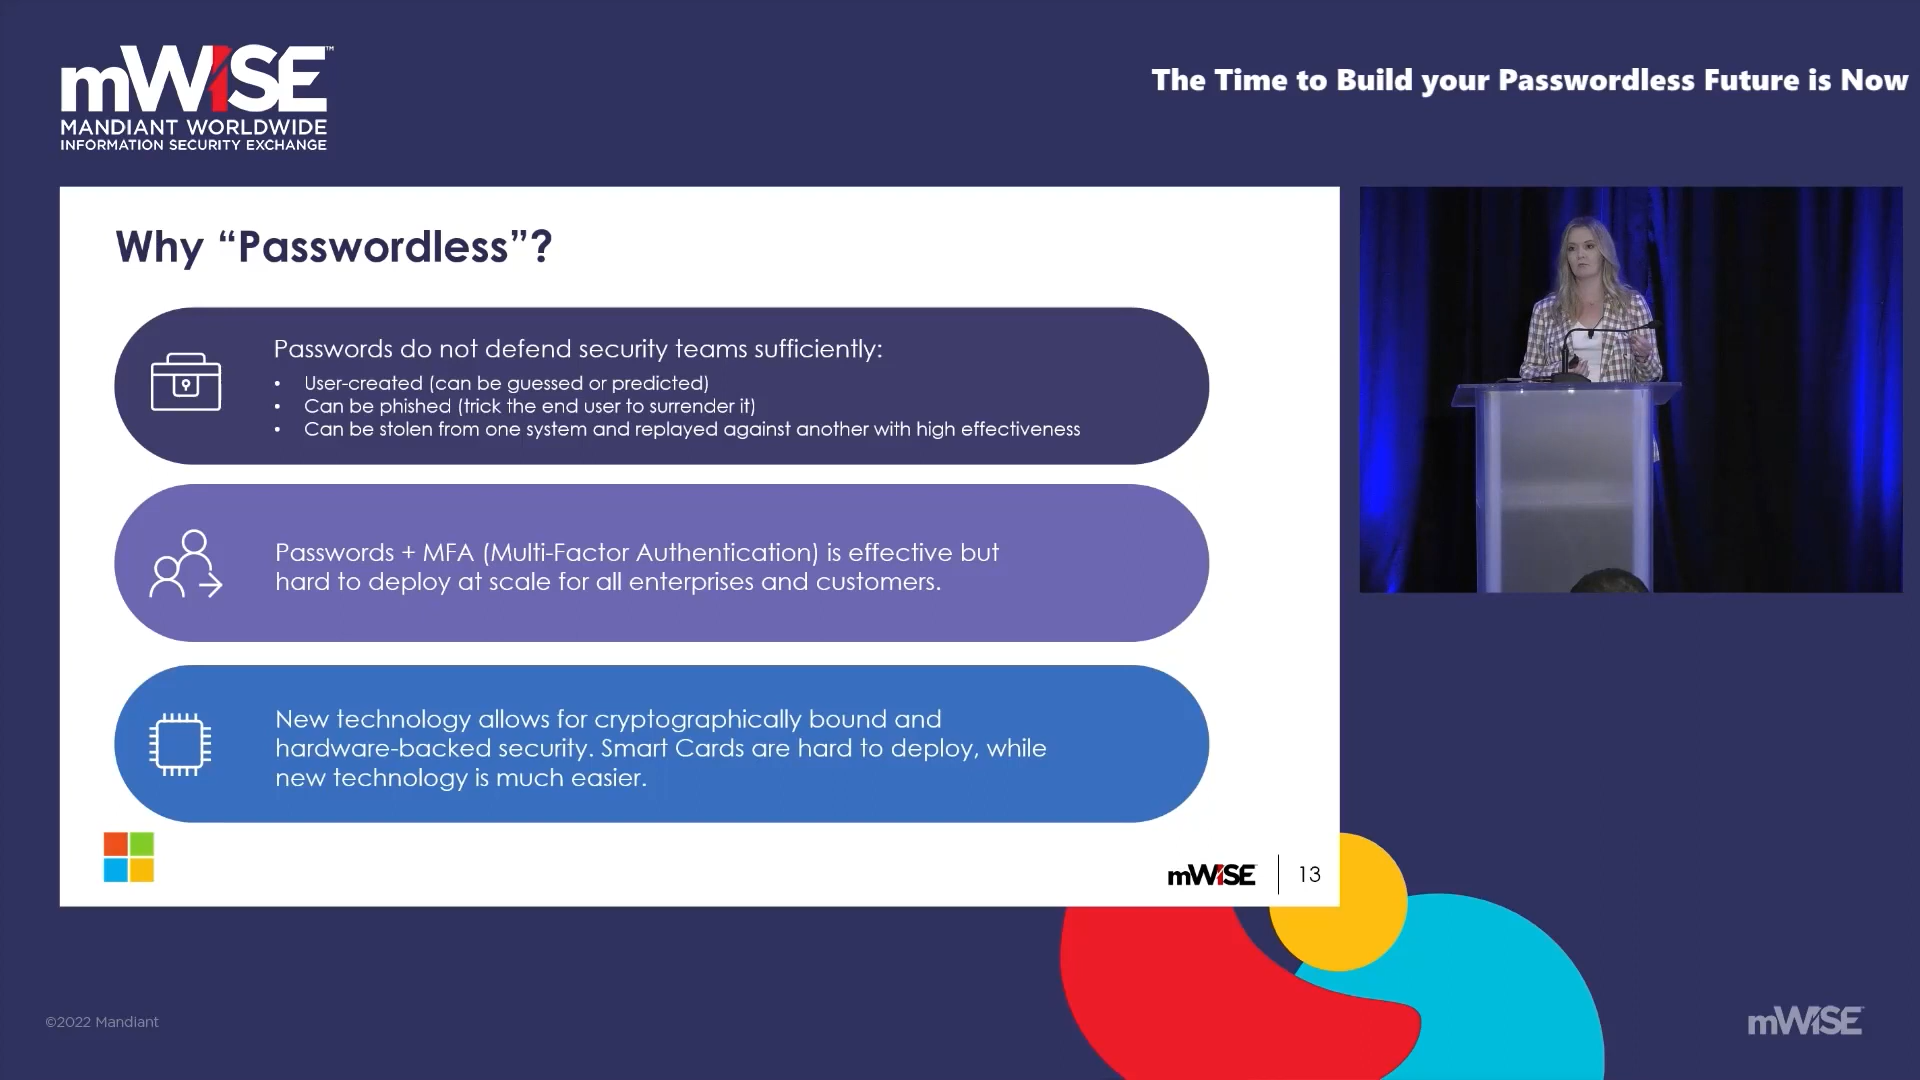 mWISE™
MANDIANT WORLDWIDE
INFORMATION SECURITY EXCHANGE
The Time to Build your Passwordless Future is Now
Why “Passwordless”?
Passwords do not defend security teams sufficiently:
• User-created (can be guessed or predicted)
• Can be phished (trick the end user to surrender it)
• Can be stolen from one system and replayed against another with high effectiveness
Passwords + MFA (Multi-Factor Authentication) is effective but
hard to deploy at scale for all enterprises and customers.
New technology allows for cryptographically bound and
hardware-backed security. Smart Cards are hard to deploy, while
new technology is much easier.
mWISE
13
©2022 Mandiant
mWISE